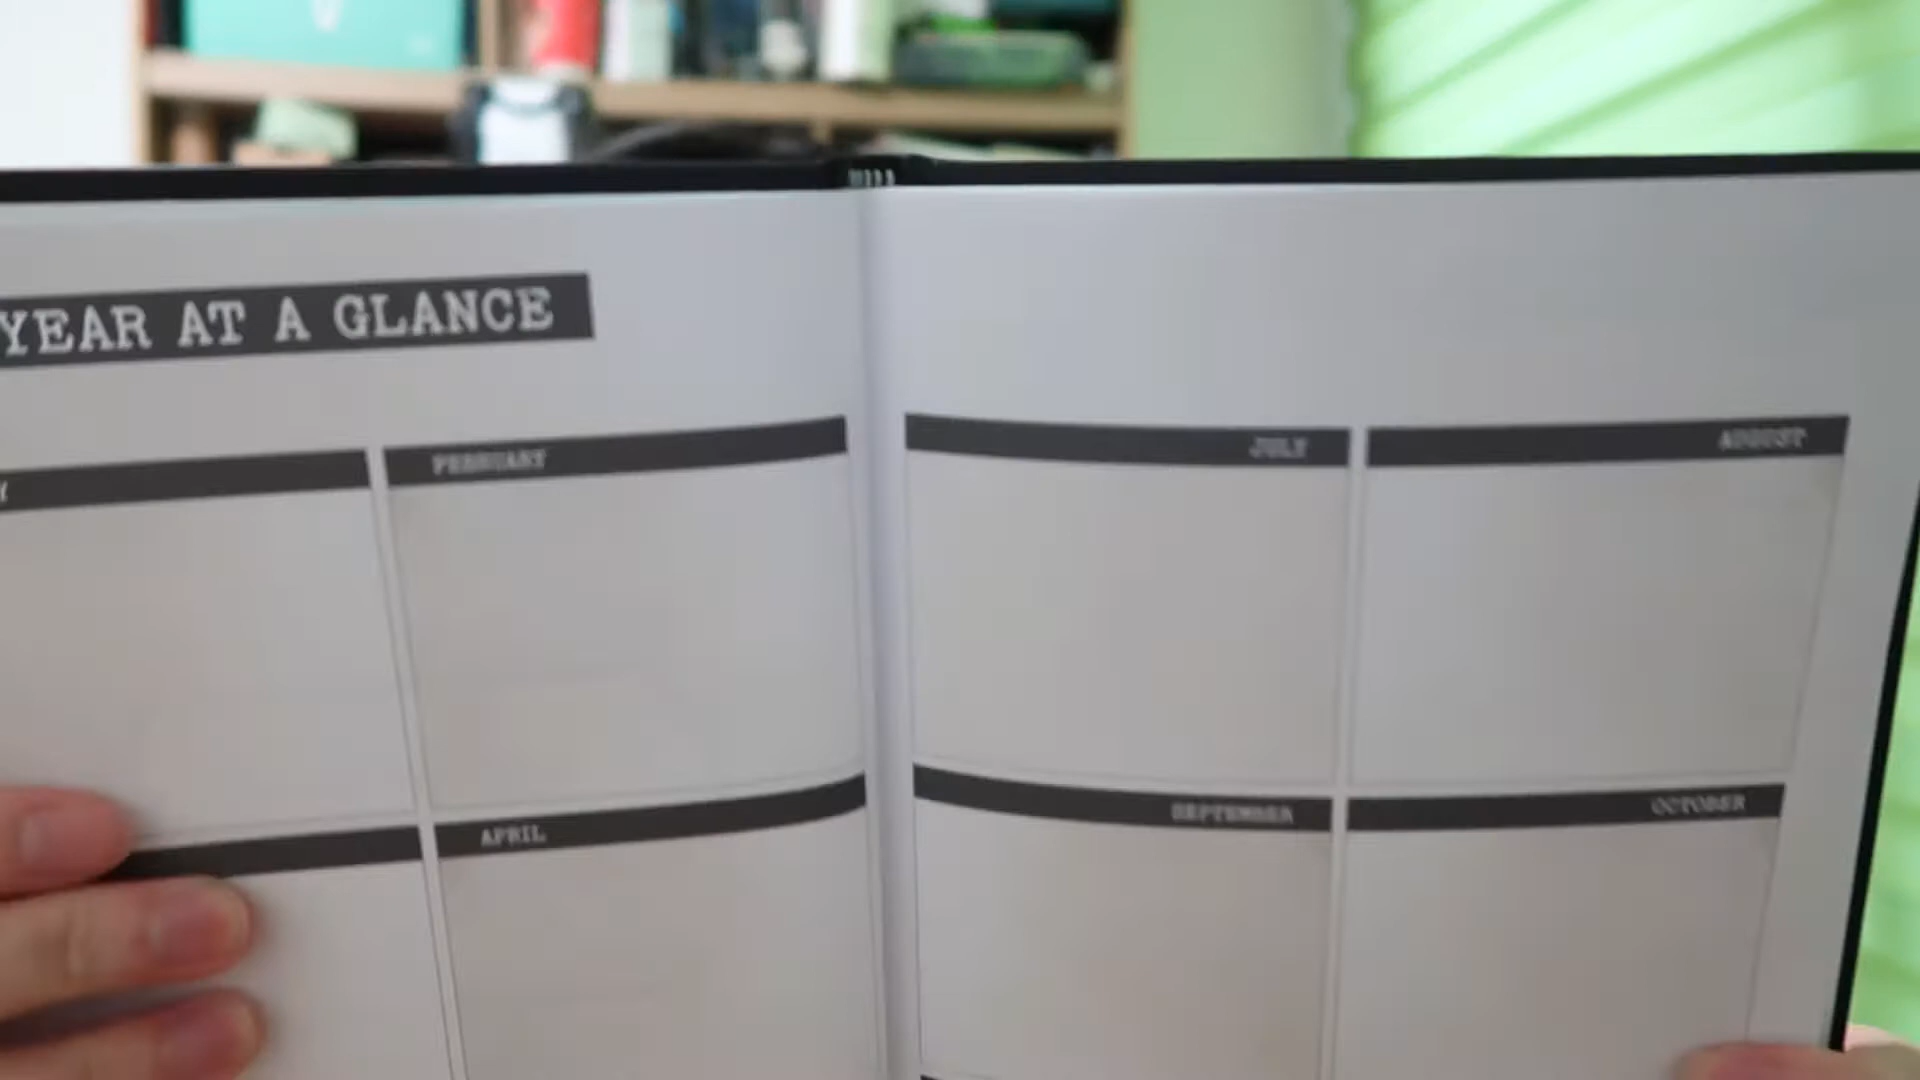 YEAR AT A GLANCE
FEBRUARY
APRIL
JULY
AUGUST
SEPTEMBER
OCTOBER